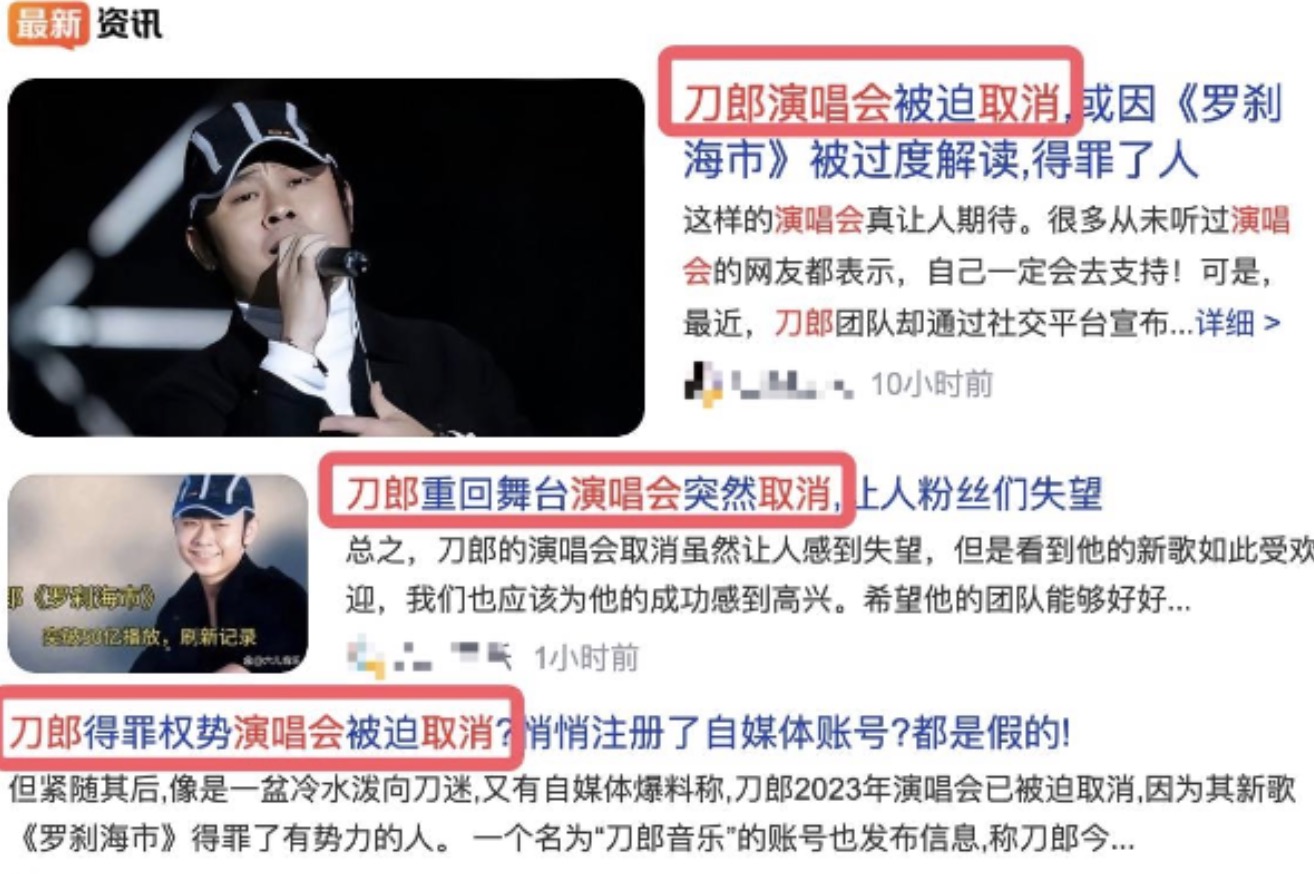 最新 资讯
刀郎演唱会被迫取消,或因《罗刹
海市》被过度解读,得罪了人
这样的演唱会真让人期待。很多从未听过演唱
会的网友都表示，自己一定会去支持！可是，
最近，刀郎团队却通过社交平台宣布...详细 >
10小时前
刀郎重回舞台演唱会突然取消,让人粉丝们失望
总之，刀郎的演唱会取消虽然让人感到失望，但是看到他的新歌如此受欢
迎，我们也应该为他的成功感到高兴。希望他的团队能够好好...
郎《罗刹海市》
突破50亿播放，刷新记录
1小时前
刀郎得罪权势演唱会被迫取消?悄悄注册了自媒体账号?都是假的!
但紧随其后,像是一盆冷水泼向刀迷,又有自媒体爆料称,刀郎2023年演唱会已被迫取消,因为其新歌
《罗刹海市》得罪了有势力的人。 一个名为“刀郎音乐”的账号也发布信息,称刀郎今...